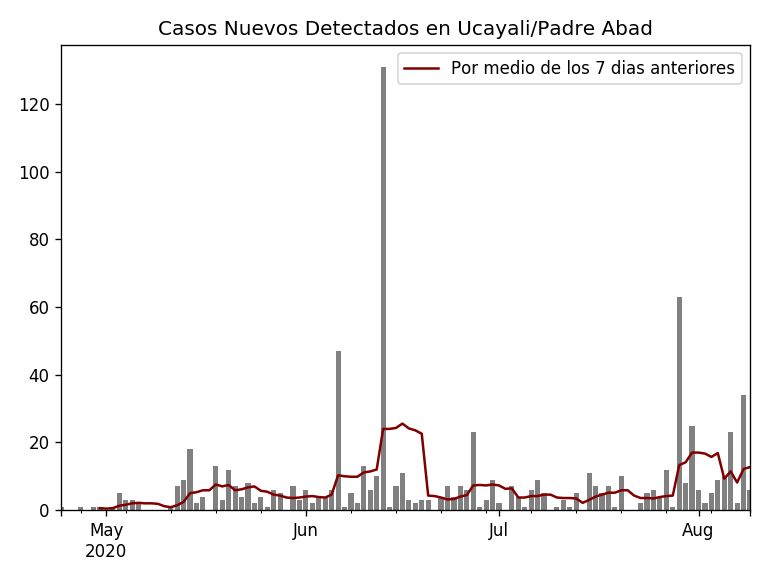 Casos Nuevos Detectados en Ucayali/Padre Abad
Por medio de los 7 dias anteriores
120
100
80
60
40
20
0
May
2020
Jun
Jul
Aug